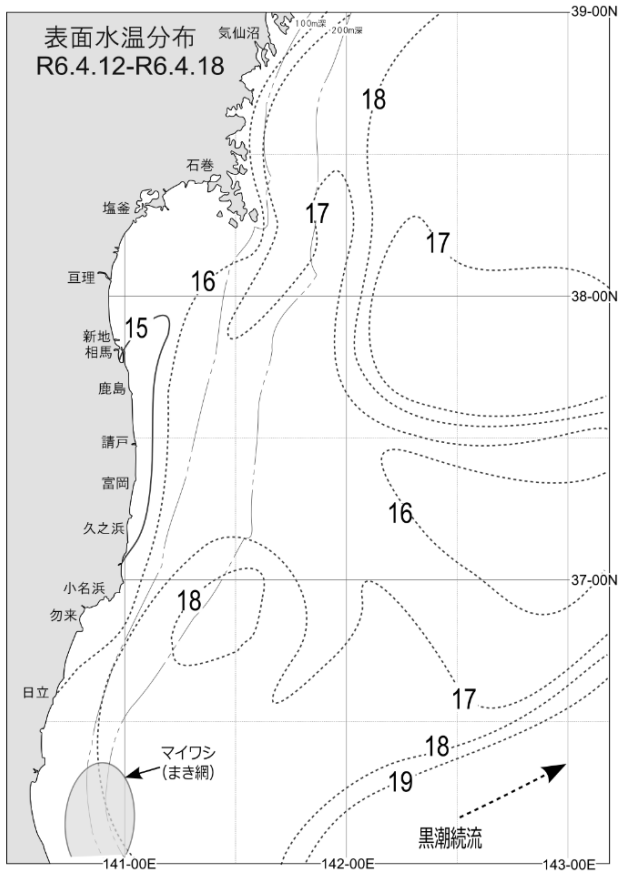 表面水温分布
R6.4.12-R6.4.18
39-00N
気仙沼
100m深
200m深
18
石巻
塩釜
17
17
亘理
16
38-00N
15
新地
相馬
鹿島
請戸
富岡
16
久之浜
37-00N
小名浜
18
勿来
日立
17
マイワシ
(まき網)
18
19
黒潮続流
141-00E
142-00E
143-00E